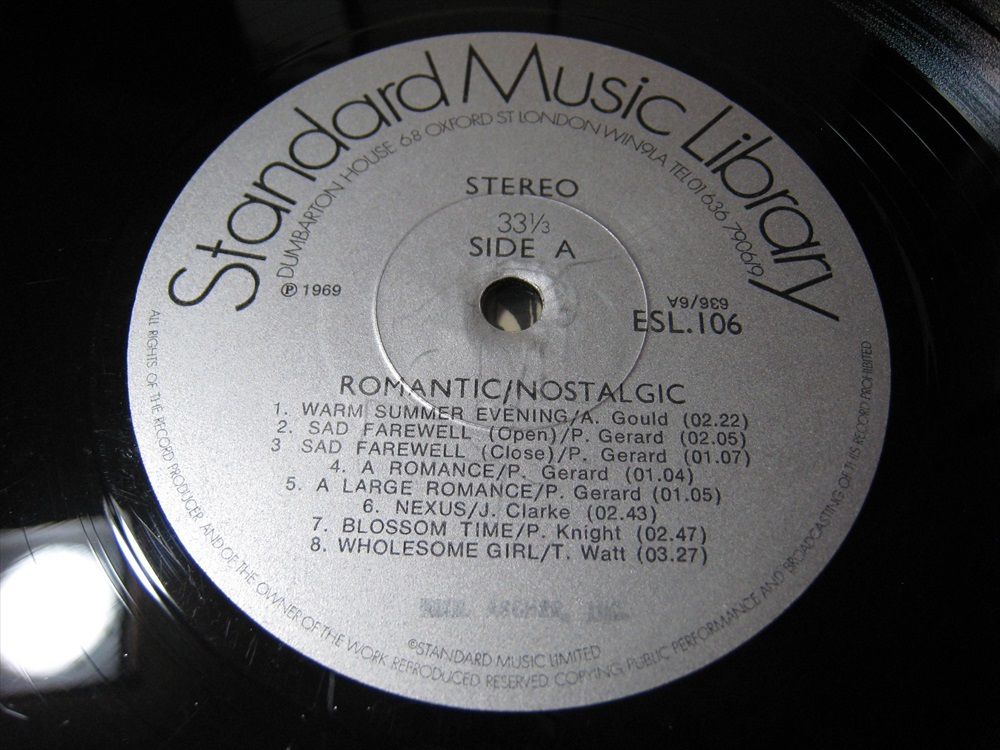 Standard Music Library
DUMBARTON HOUSE 68 OXFORD ST LONDON WIN9LA TEL 01 636 7906/9
STEREO
33⅓
SIDE A
℗ 1969
636/6A
ESL.106
ROMANTIC/NOSTALGIC
1. WARM SUMMER EVENING/A. Gould (02.22)
2. SAD FAREWELL (Open)/P. Gerard (02.05)
3 SAD FAREWELL (Close)/P. Gerard (01.07)
4. A ROMANCE/P. Gerard (01.04)
5. A LARGE ROMANCE/P. Gerard (01.05)
6. NEXUS/J. Clarke (02.43)
7. BLOSSOM TIME/P. Knight (02.47)
8. WHOLESOME GIRL/T. Watt (03.27)
©STANDARD MUSIC LIMITED
ALL RIGHTS OF THE RECORD PRODUCER AND OF THE OWNER OF THE WORK REPRODUCED RESERVED COPYING, PUBLIC PERFORMANCE AND BROADCASTING OF THIS RECORD PROHIBITED